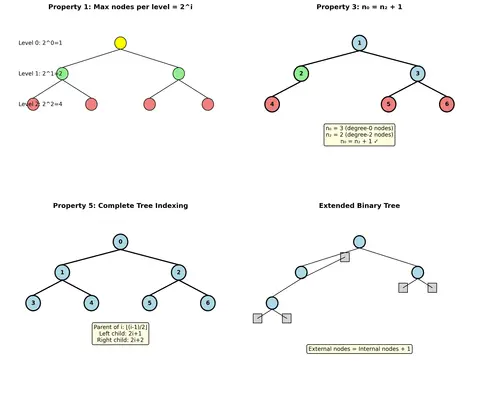 Property 1: Max nodes per level = 2^i
Level 0: 2^0=1
Level 1: 2^1=2
Level 2: 2^2=4
Property 3: n₀ = n₂ + 1
1
2
3
4
5
6
n₀ = 3 (degree-0 nodes)
n₂ = 2 (degree-2 nodes)
n₀ = n₂ + 1 ✓
Property 5: Complete Tree Indexing
0
1
2
3
4
5
6
Parent of i: ⌊(i-1)/2⌋
Left child: 2i+1
Right child: 2i+2
Extended Binary Tree
External nodes = Internal nodes + 1